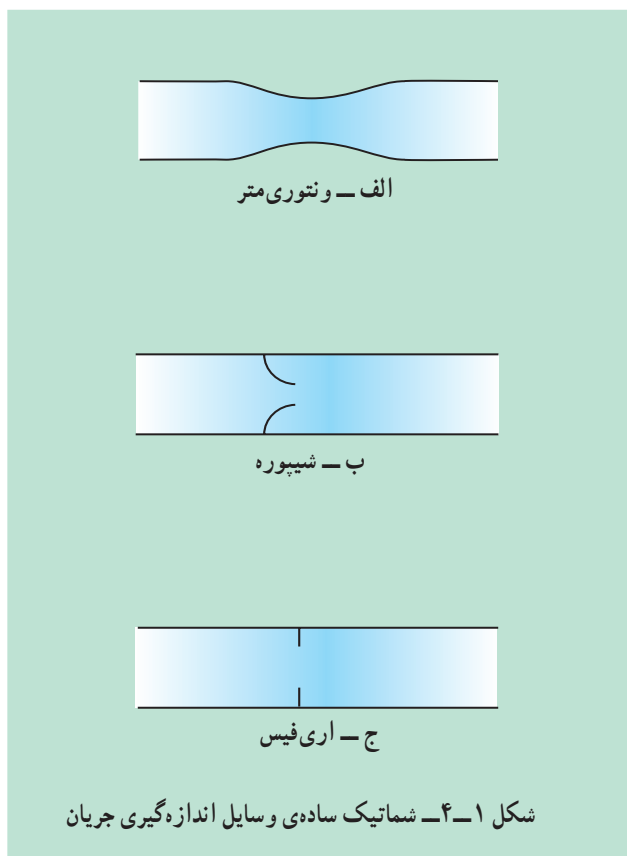 الف ــ ونتوری‌متر
ب ــ شیپوره
ج ــ اری‌فیس
شکل ۱ــ۴ــ شماتیک ساده‌ی وسایل اندازه‌گیری جریان